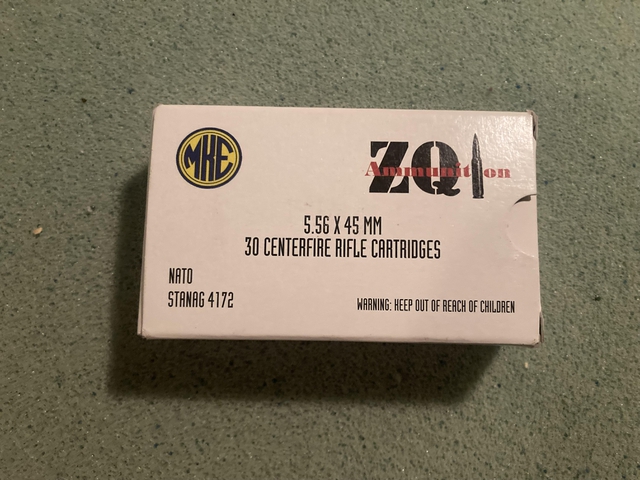 MKE
ZQI
Ammunition
5.56 X 45 MM
30 CENTERFIRE RIFLE CARTRIDGES
NATO
STANAG 4172
WARNING: KEEP OUT OF REACH OF CHILDREN